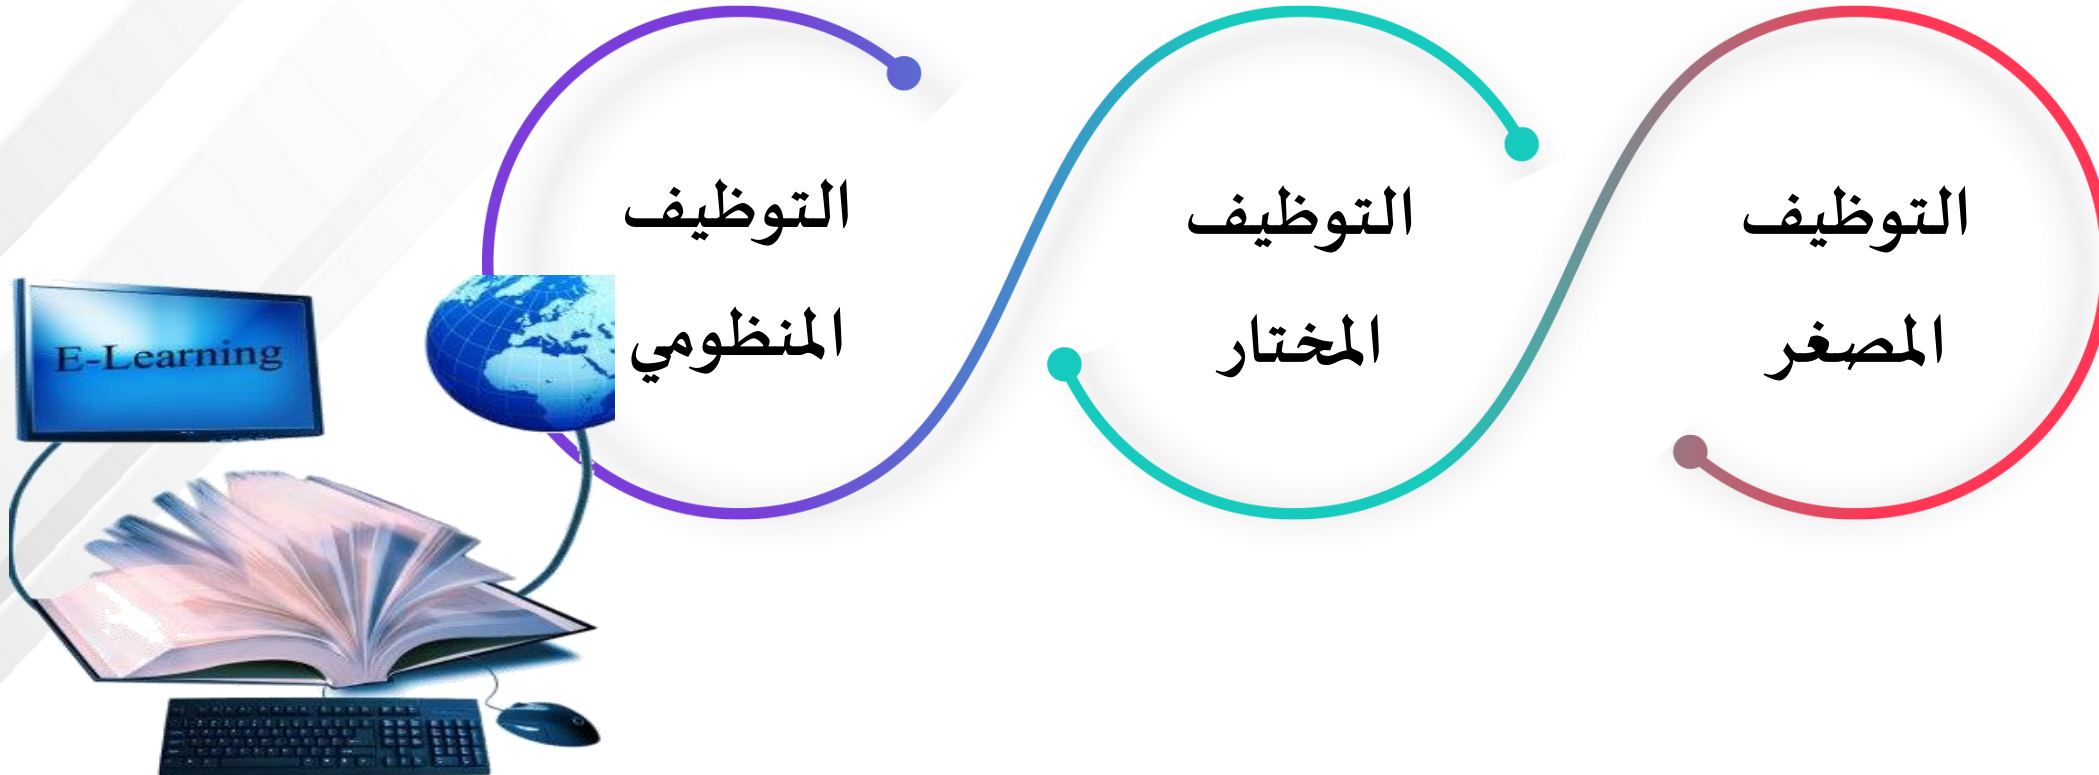 التوظيف
المصغر
التوظيف
المختار
التوظيف
المنظومي
E-Learning